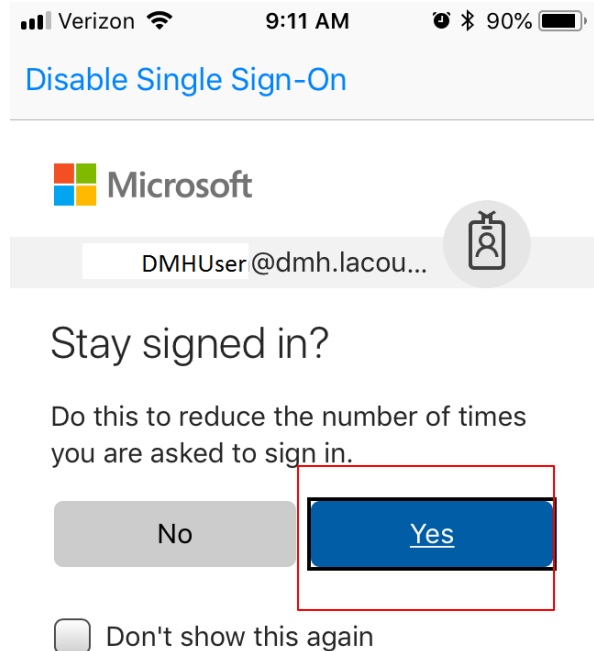 Verizon 9:11 AM 90%
Disable Single Sign-On
Microsoft
DMHUser@dmh.lacou...
Stay signed in?
Do this to reduce the number of times
you are asked to sign in.
No Yes
Don't show this again